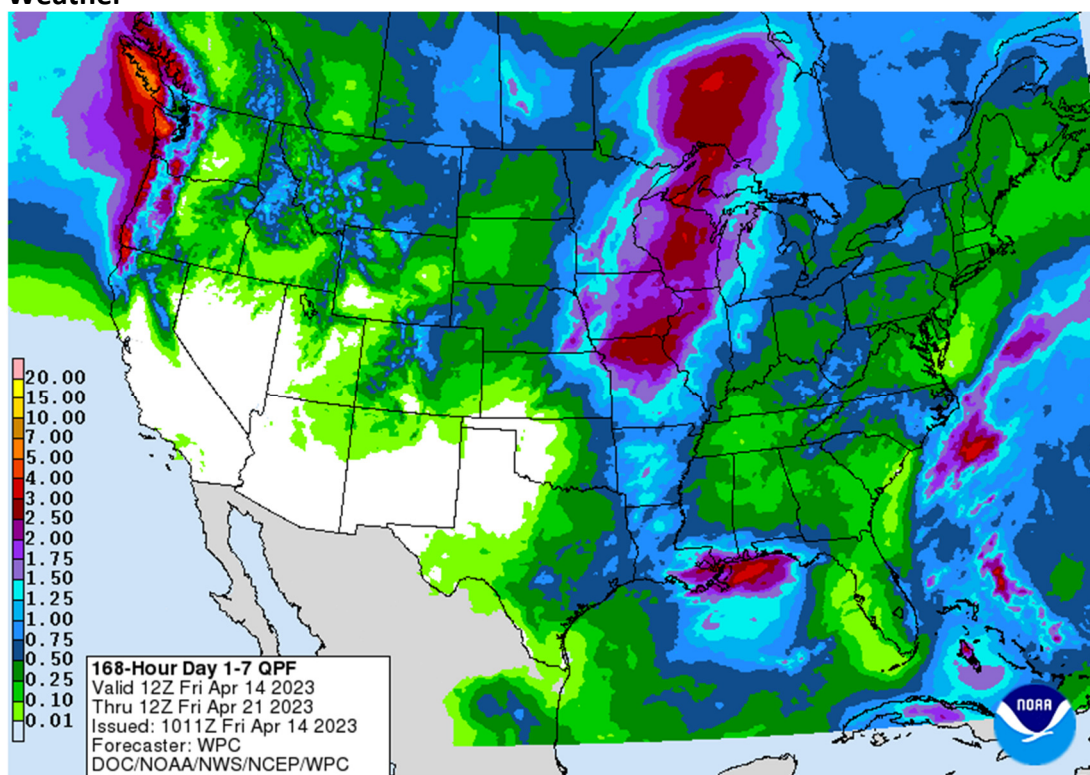 Weather
20.00
15.00
10.00
7.00
5.00
4.00
3.00
2.50
2.00
1.75
1.50
1.25
1.00
0.75
0.50
0.25
0.10
0.01
168-Hour Day 1-7 QPF
Valid 12Z Fri Apr 14 2023
Thru 12Z Fri Apr 21 2023
Issued: 1011Z Fri Apr 14 2023
Forecaster: WPC
DOC/NOAA/NWS/NCEP/WPC
NOAA